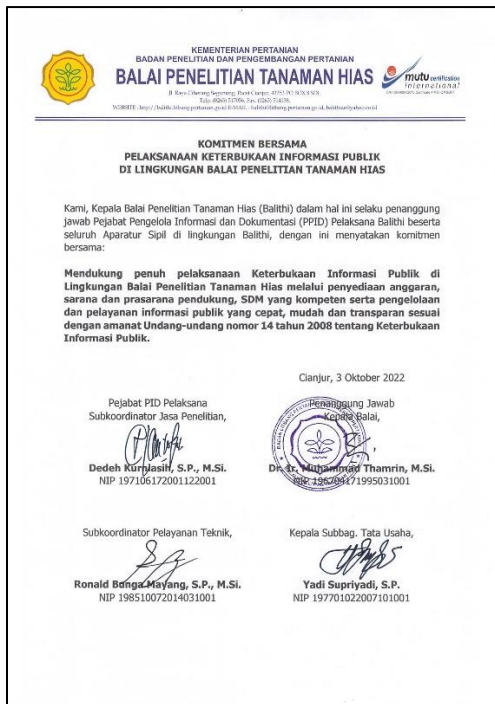 KEMENTERIAN PERTANIAN
BADAN PENELITIAN DAN PENGEMBANGAN PERTANIAN
BALAI PENELITIAN TANAMAN HIAS
mutu certification
international
KOMITMEN BERSAMA
PELAKSANAAN KETERBUKAAN INFORMASI PUBLIK
DI LINGKUNGAN BALAI PENELITIAN TANAMAN HIAS
Kami, Kepala Balai Penelitian Tanaman Hias (Balithi) dalam hal ini selaku penanggung
jawab Pejabat Pengelola Informasi dan Dokumentasi (PPID) Pelaksana Balithi beserta
seluruh Aparatur Sipil di lingkungan Balithi, dengan ini menyatakan komitmen
bersama:
Mendukung penuh pelaksanaan Keterbukaan Informasi Publik di
Lingkungan Balai Penelitian Tanaman Hias melalui penyediaan anggaran,
sarana dan prasarana pendukung, SDM yang kompeten serta pengelolaan
dan pelayanan informasi publik yang cepat, mudah dan transparan sesuai
dengan amanat Undang-undang nomor 14 tahun 2008 tentang Keterbukaan
Informasi Publik.
Cianjur, 3 Oktober 2022
Pejabat PID Pelaksana
Subkoordinator Jasa Penelitian,
Dedeh Kurniasih, S.P., M.Si.
NIP 197106172001122001
Penanggung Jawab
Kepala Balai,
Dr. Ir. Muhammad Thamrin, M.Si.
NIP 196704171995031001
Subkoordinator Pelayanan Teknik,
Ronald Bunga Mayang, S.P., M.Si.
NIP 198510072014031001
Kepala Subbag. Tata Usaha,
Yadi Supriyadi, S.P.
NIP 197701022007101001